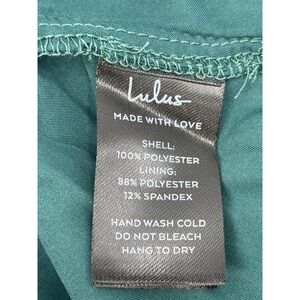 Lulus
MADE WITH LOVE
SHELL:
100% POLYESTER
LINING:
88% POLYESTER
12% SPANDEX
HAND WASH COLD
DO NOT BLEACH
HANG TO DRY